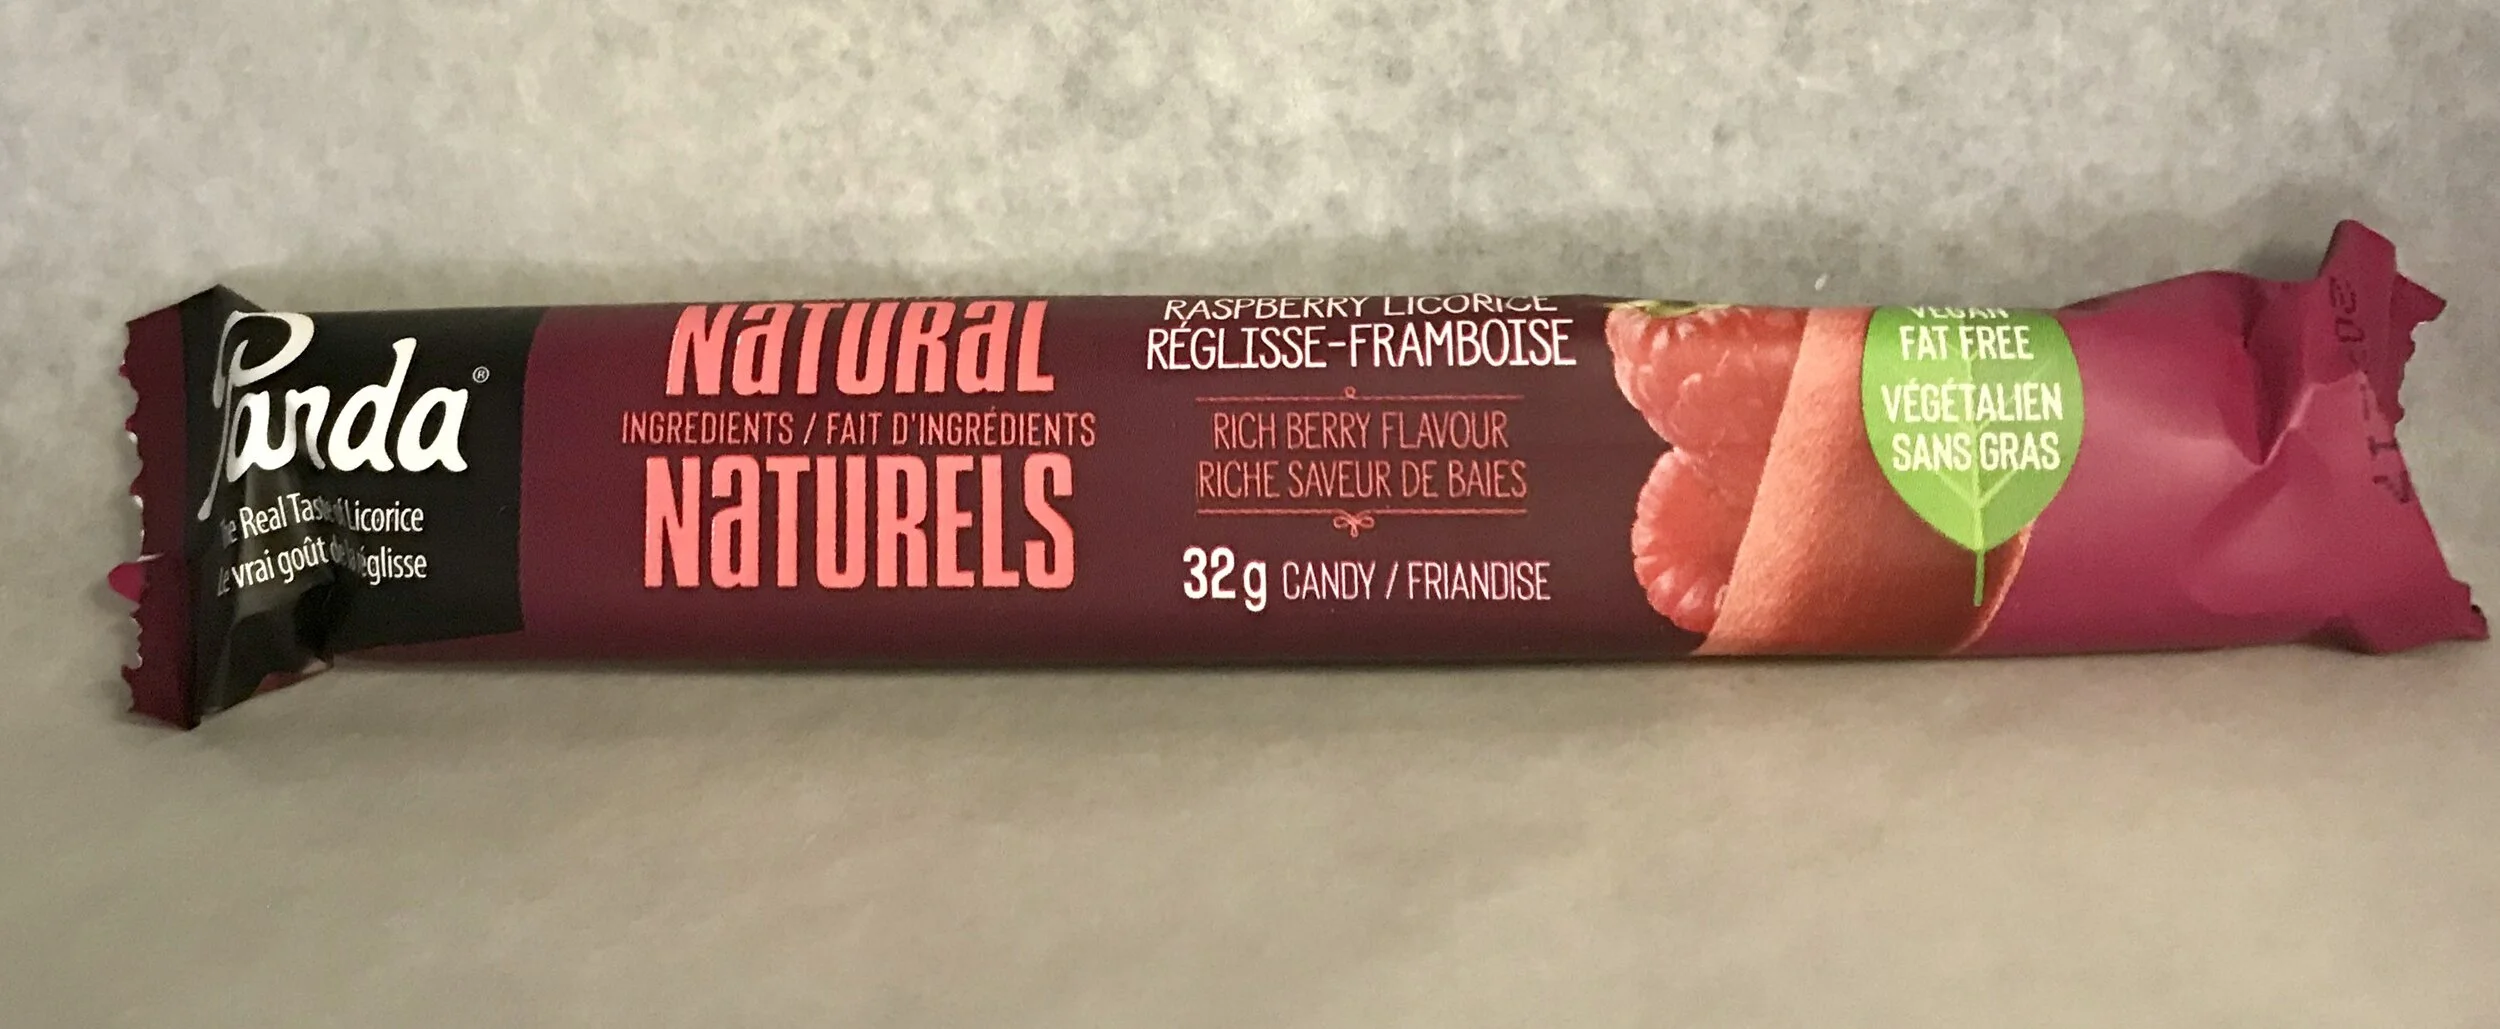 Panda®
The Real Taste of Licorice
Le vrai goût de la réglisse
NATURAL
INGREDIENTS / FAIT D'INGRÉDIENTS
NATURELS
RASPBERRY LICORICE
RÉGLISSE-FRAMBOISE
RICH BERRY FLAVOUR
RICHE SAVEUR DE BAIES
32g CANDY / FRIANDISE
VEGAN
FAT FREE
VÉGÉTALIEN
SANS GRAS